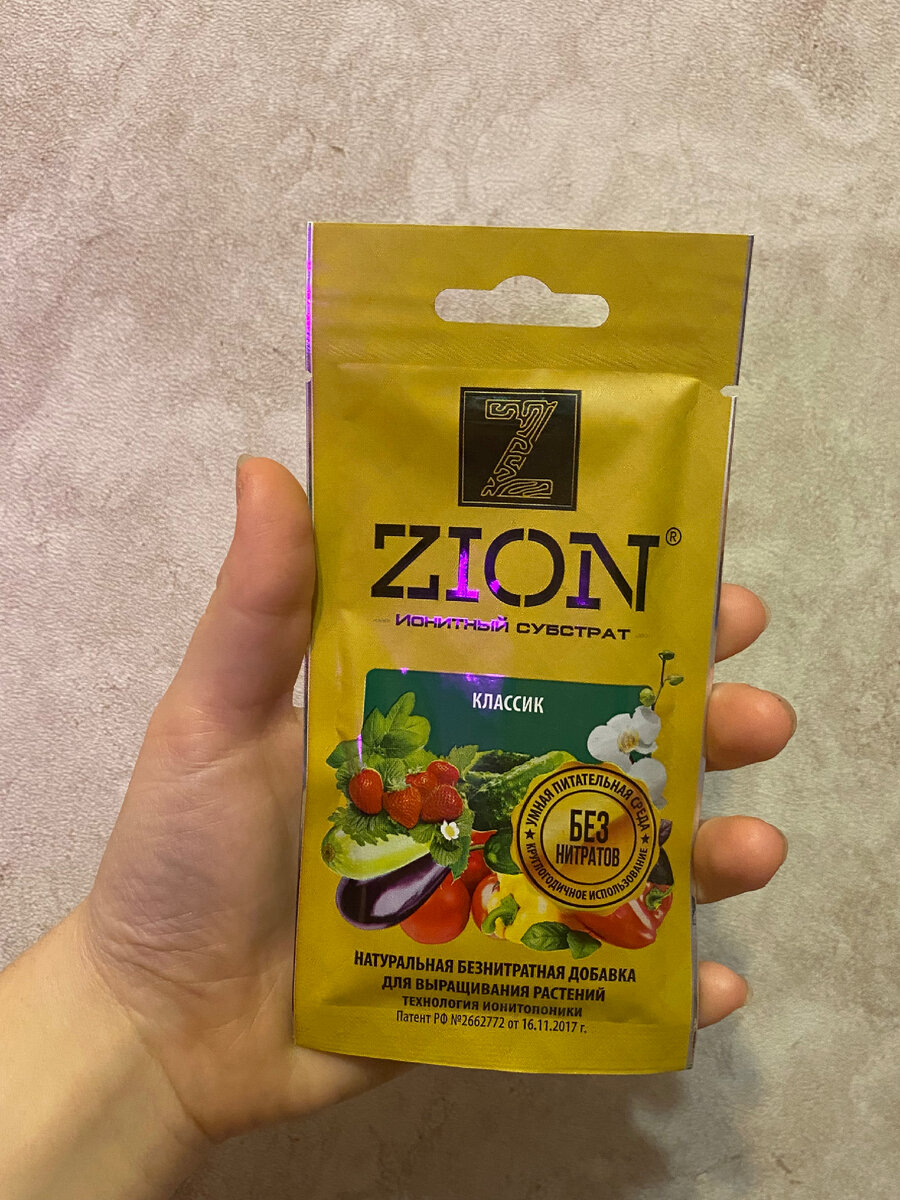 ZION®
ИОНИТНЫЙ СУБСТРАТ
КЛАССИК
УМНАЯ ПИТАТЕЛЬНАЯ СРЕДА
БЕЗ
НИТРАТОВ
КРУГЛОГОДИЧНОЕ ИСПОЛЬЗОВАНИЕ
НАТУРАЛЬНАЯ БЕЗНИТРАТНАЯ ДОБАВКА
ДЛЯ ВЫРАЩИВАНИЯ РАСТЕНИЙ
ТЕХНОЛОГИЯ ИОНИТОПОНИКИ
Патент РФ №2662772 от 16.11.2017 г.